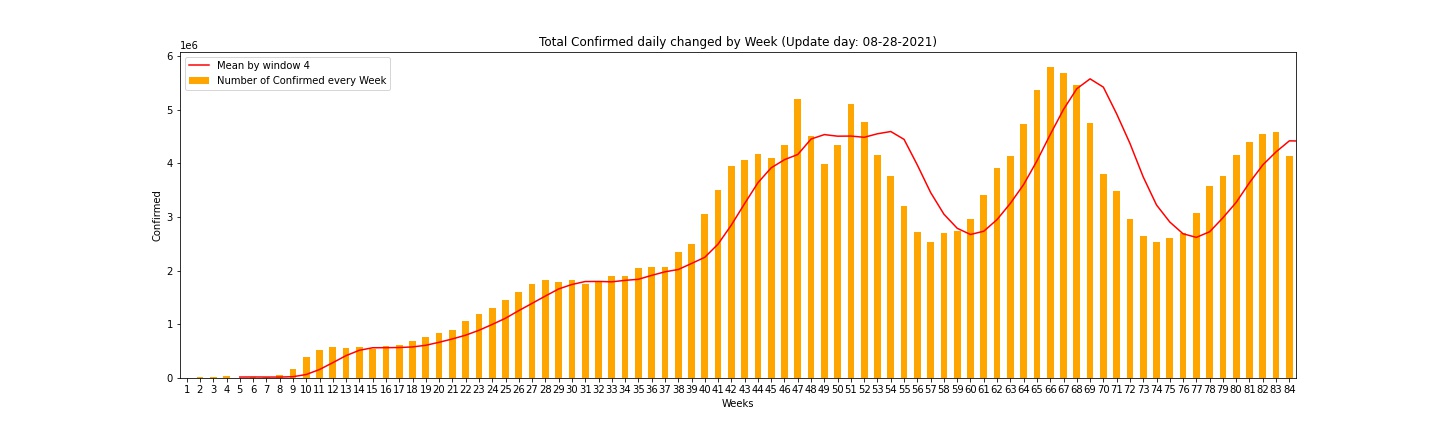 Total Confirmed daily changed by Week (Update day: 08-28-2021)
1e6
Mean by window 4
Number of Confirmed every Week
6
5
4
3
2
1
0
Confirmed
1 2 3 4 5 6 7 8 9 10 11 12 13 14 15 16 17 18 19 20 21 22 23 24 25 26 27 28 29 30 31 32 33 34 35 36 37 38 39 40 41 42 43 44 45 46 47 48 49 50 51 52 53 54 55 56 57 58 59 60 61 62 63 64 65 66 67 68 69 70 71 72 73 74 75 76 77 78 79 80 81 82 83 84
Weeks